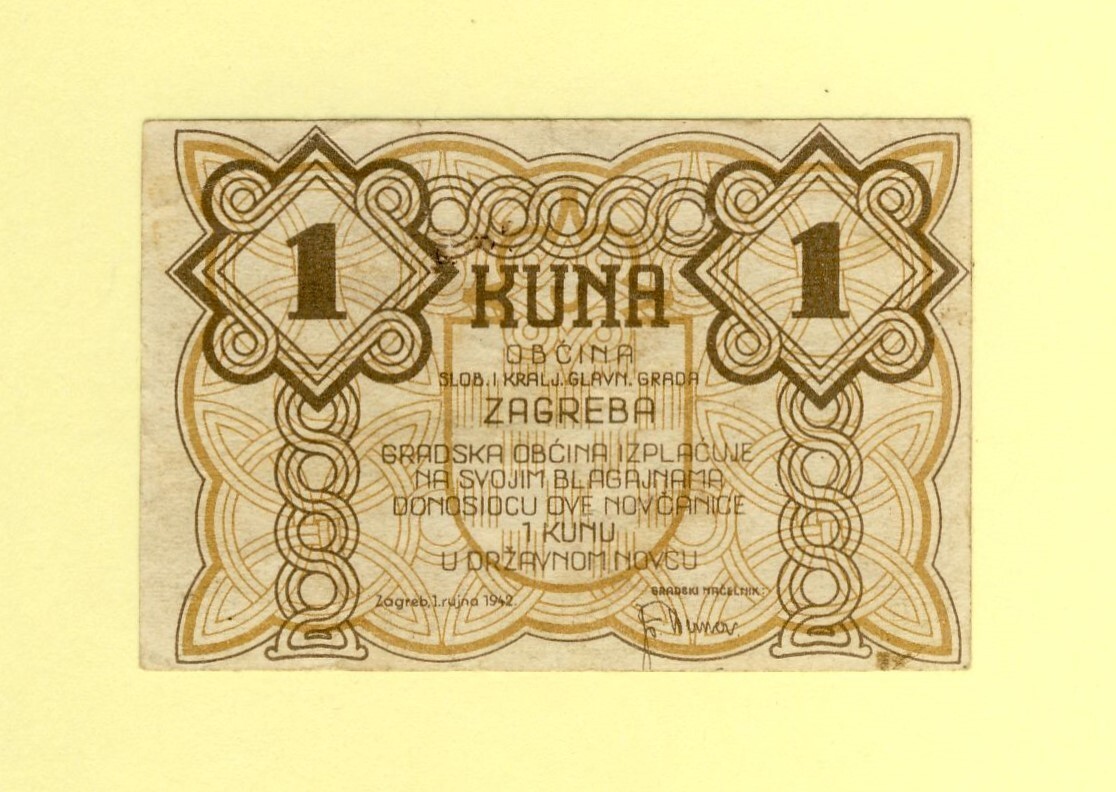 1
1
KUNA
OBĆINA
SLOB. I KRALJ. GLAVN. GRADA
ZAGREBA
GRADSKA OBĆINA IZPLAĆUJE
NA SVOJIM BLAGAJNAMA
DONOSIOCU OVE NOVČANICE
1 KUNU
U DRŽAVNOM NOVCU
Zagreb, 1. rujna 1942.
GRADSKI NAČELNIK: